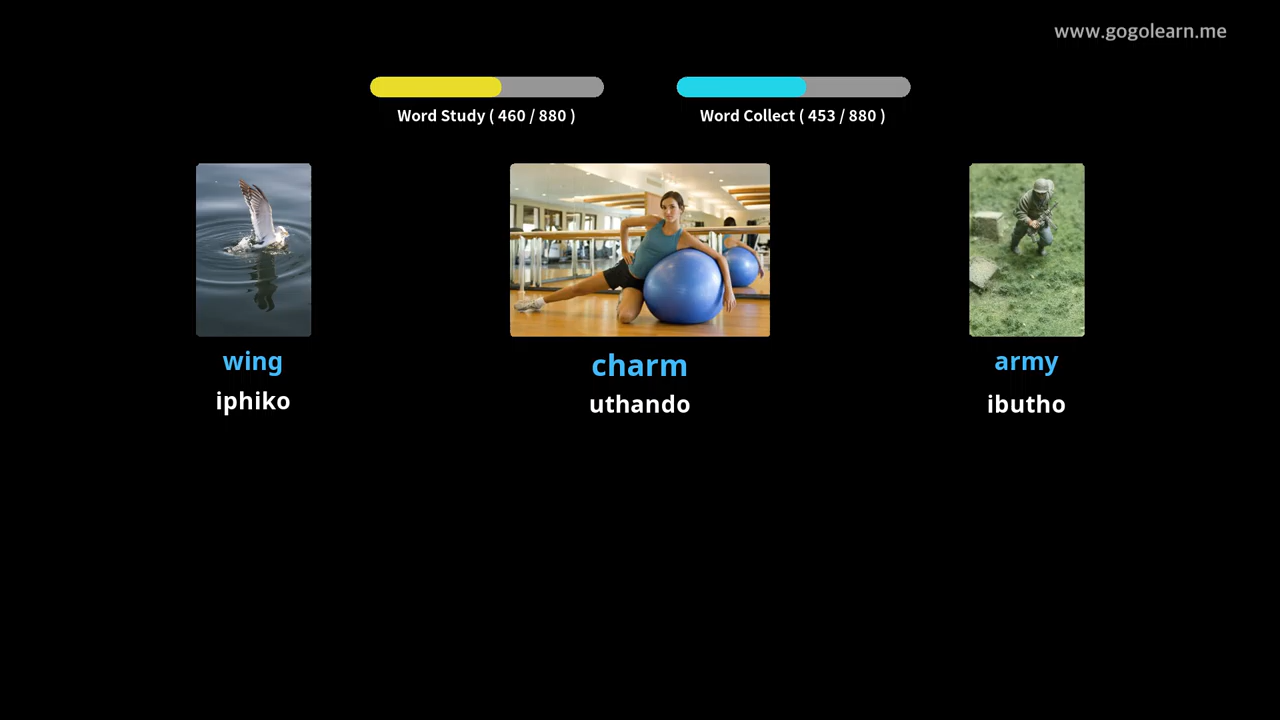 www.gogolearn.me
Word Study ( 460 / 880 )
Word Collect ( 453 / 880 )
wing
charm
army
iphiko
uthando
ibutho